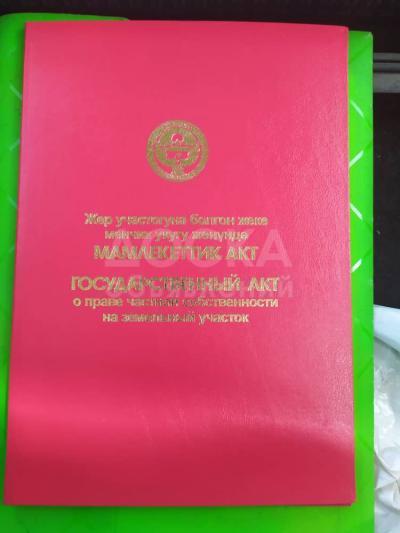 Жер участогуна болгон жеке
менчик укугу жөнүндө
МАМЛЕКЕТТИК АКТ
ГОСУДАРСТВЕННЫЙ АКТ
о праве частной собственности
на земельный участок